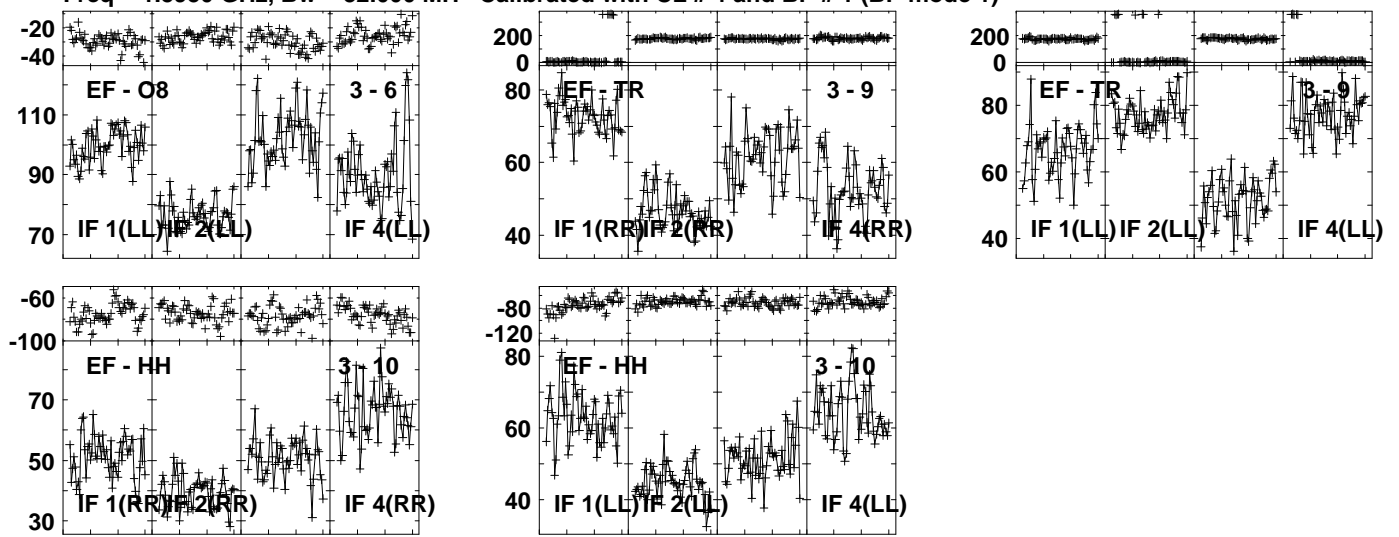 -20
-40
EF - O8 3 - 6
110
90
70
IF 1(LL) IF 2(LL) IF 4(LL)
200
0
EF - TR 3 - 9
80
60
40
IF 1(RR) IF 2(RR) IF 4(RR)
200
0
EF - TR 3 - 9
80
60
40
IF 1(LL) IF 2(LL) IF 4(LL)
-60
-100
EF - HH 3 - 10
70
50
30
IF 1(RR) IF 2(RR) IF 4(RR)
-80
-120
EF - HH 3 - 10
80
60
40
IF 1(LL) IF 2(LL) IF 4(LL)